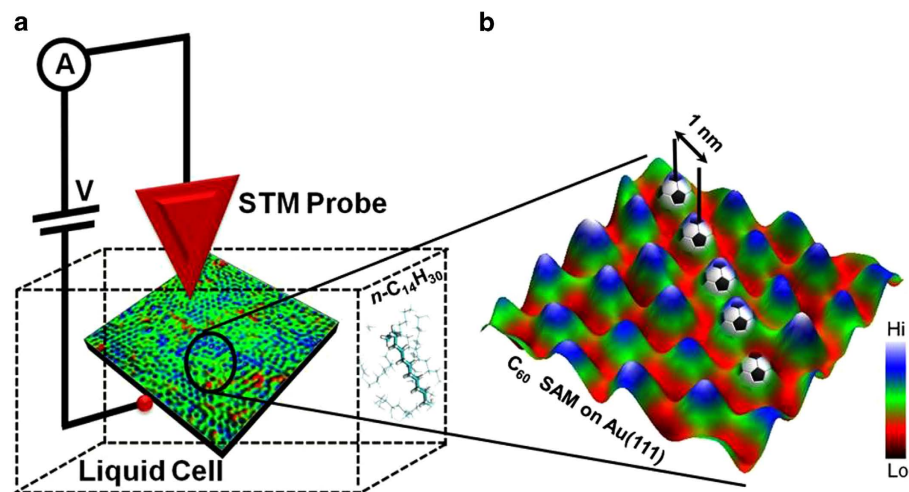 a
b
A
V
STM Probe
n-C₁₄H₃₀
Liquid Cell
1 nm
C₆₀ SAM on Au(111)
Hi
Lo